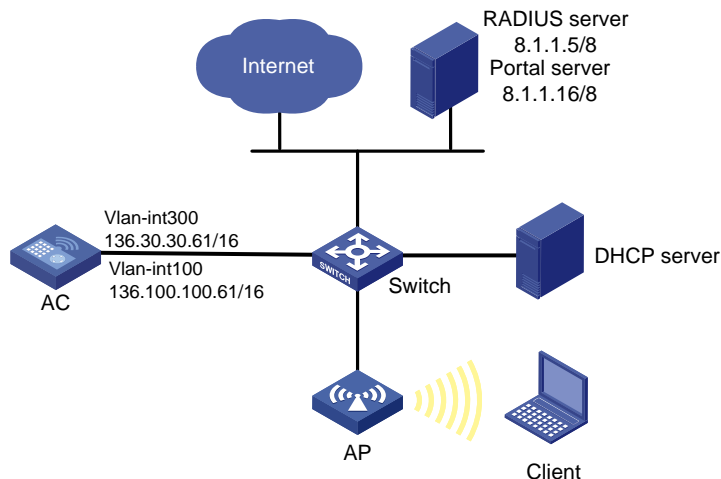 RADIUS server
8.1.1.5/8
Portal server
8.1.1.16/8
Internet
Vlan-int300
136.30.30.61/16
Vlan-int100
136.100.100.61/16
AC
SWITCH
Switch
DHCP server
AP
Client